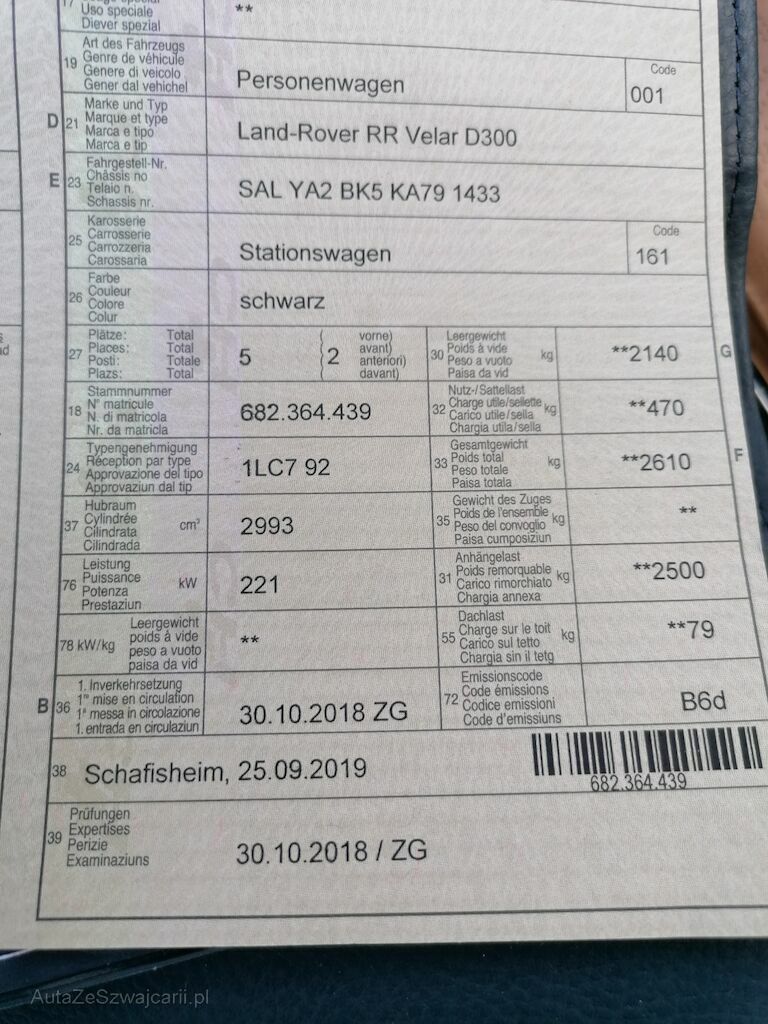 17
Uso speciale
Diever spezial
**
19
Art des Fahrzeugs
Genre de véhicule
Genere di veicolo
Gener dal vehichel
Personenwagen
Code
001
D
21
Marke und Typ
Marque et type
Marca e tipo
Marca e tip
Land-Rover RR Velar D300
E
23
Fahrgestell-Nr.
Châssis no
Telaio n.
Schassis nr.
SAL YA2 BK5 KA79 1433
25
Karosserie
Carrosserie
Carrozzeria
Carossaria
Stationswagen
Code
161
26
Farbe
Couleur
Colore
Colur
schwarz
27
Plätze: Total
Places: Total
Posti: Totale
Plazs: Total
5
( 2
vorne)
avant)
anteriori)
davant)
30
Leergewicht
Poids à vide
Peso a vuoto
Paisa da vid
kg
**2140
G
18
Stammnummer
N° matricule
N. di matricola
Nr. da matricla
682.364.439
32
Nutz-/Sattellast
Charge utile/sellette
Carico utile/sella
Chargia utila/sella
kg
**470
24
Typengenehmigung
Réception par type
Approvazione del tipo
Approvaziun dal tip
1LC7 92
33
Gesamtgewicht
Poids total
Peso totale
Paisa totala
kg
**2610
F
37
Hubraum
Cylindrée
Cilindrata
Cilindrada
cm³
2993
35
Gewicht des Zuges
Poids de l'ensemble
Peso del convoglio
Paisa cumposiziun
kg
**
76
Leistung
Puissance
Potenza
Prestaziun
kW
221
31
Anhängelast
Poids remorquable
Carico rimorchiato
Chargia annexa
kg
**2500
78 kW/kg
Leergewicht
poids à vide
peso a vuoto
paisa da vid
**
55
Dachlast
Charge sur le toit
Carico sul tetto
Chargia sin il tetg
kg
**79
B
36
1. Inverkehrsetzung
1re mise en circulation
1a messa in circolazione
1. entrada en circulaziun
30.10.2018 ZG
72
Emissionscode
Code émissions
Codice emissioni
Code d'emissiuns
B6d
38
Schafisheim, 25.09.2019
682.364.439
39
Prüfungen
Expertises
Perizie
Examinaziuns
30.10.2018 / ZG
AutaZeSzwajcarii.pl